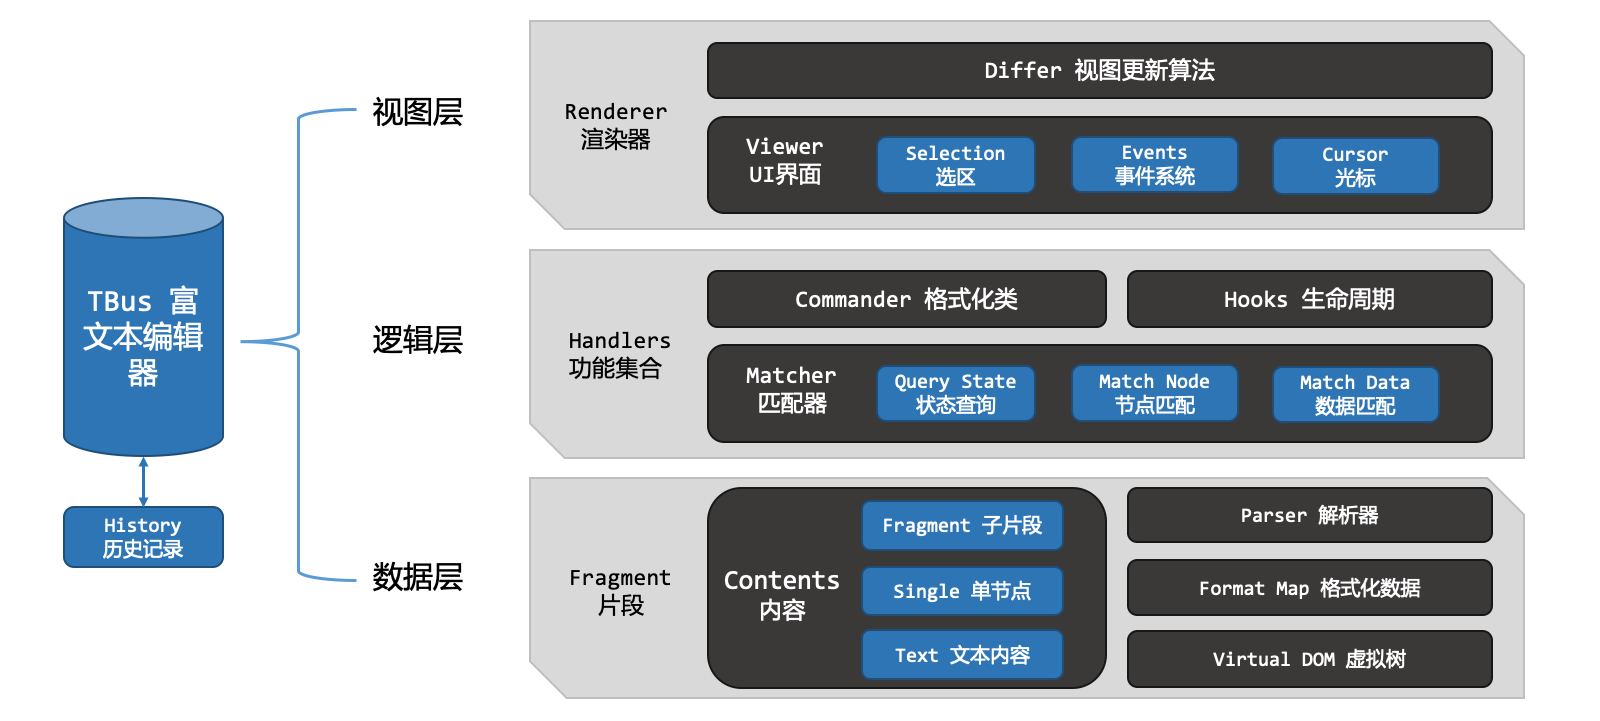 TBus 富
文本编辑
器
History
历史记录
视图层
Renderer
渲染器
Differ 视图更新算法
Viewer
UI界面
Selection
选区
Events
事件系统
Cursor
光标
逻辑层
Handlers
功能集合
Commander 格式化类
Hooks 生命周期
Matcher
匹配器
Query State
状态查询
Match Node
节点匹配
Match Data
数据匹配
数据层
Fragment
片段
Contents
内容
Fragment 子片段
Single 单节点
Text 文本内容
Parser 解析器
Format Map 格式化数据
Virtual DOM 虚拟树